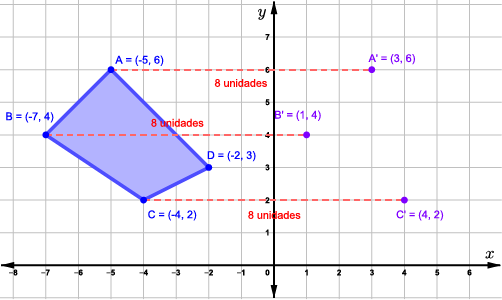 y
7
A = (-5, 6)
A' = (3, 6)
6
8 unidades
5
B = (-7, 4)
B' = (1, 4)
8 unidades
4
D = (-2, 3)
3
2
C = (-4, 2)
8 unidades
C' = (4, 2)
1
x
−8 −7 −6 −5 −4 −3 −2 −1 0 1 2 3 4 5 6